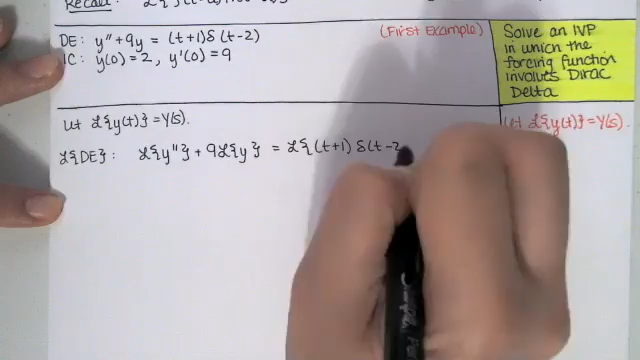 Recall:
DE: y" + 9y = (t+1)δ(t-2)
(First Example)
IC: y(0) = 2, y'(0) = 9
Solve an IVP
in which the
forcing function
involves Dirac
Delta
Let ℒ{y(t)} = Y(s).
Let ℒ{y(t)} = Y(s).
ℒ{DE}: ℒ{y"} + 9ℒ{y} = ℒ{(t+1) δ(t-2